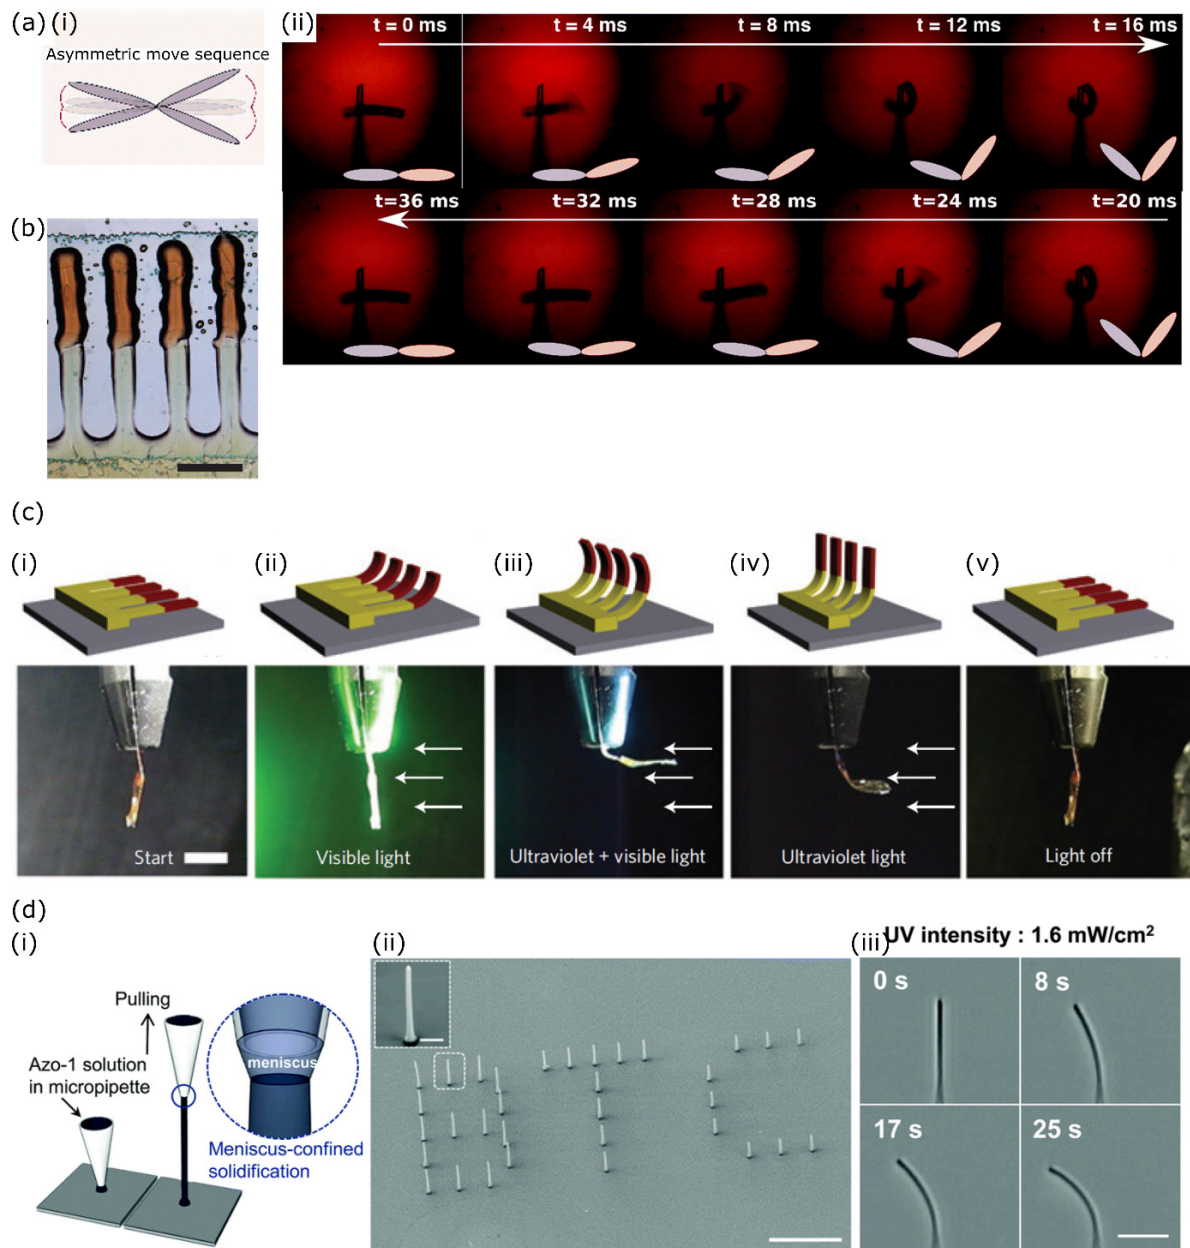 (a) (i)
Asymmetric move sequence
(ii)
t = 0 ms
t = 4 ms
t = 8 ms
t = 12 ms
t = 16 ms
t=36 ms
t=32 ms
t=28 ms
t=24 ms
t=20 ms
(b)
(c)
(i)
(ii)
(iii)
(iv)
(v)
Start
Visible light
Ultraviolet + visible light
Ultraviolet light
Light off
(d)
(i)
Pulling
Azo-1 solution
in micropipette
meniscus
Meniscus-confined
solidification
(ii)
(iii)
UV intensity : 1.6 mW/cm²
0 s
8 s
17 s
25 s